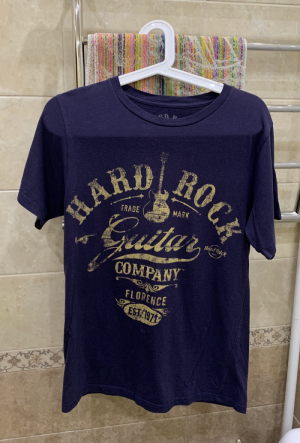 HARD ROCK
TRADE MARK
Guitar
COMPANY
FLORENCE
EST. 1971